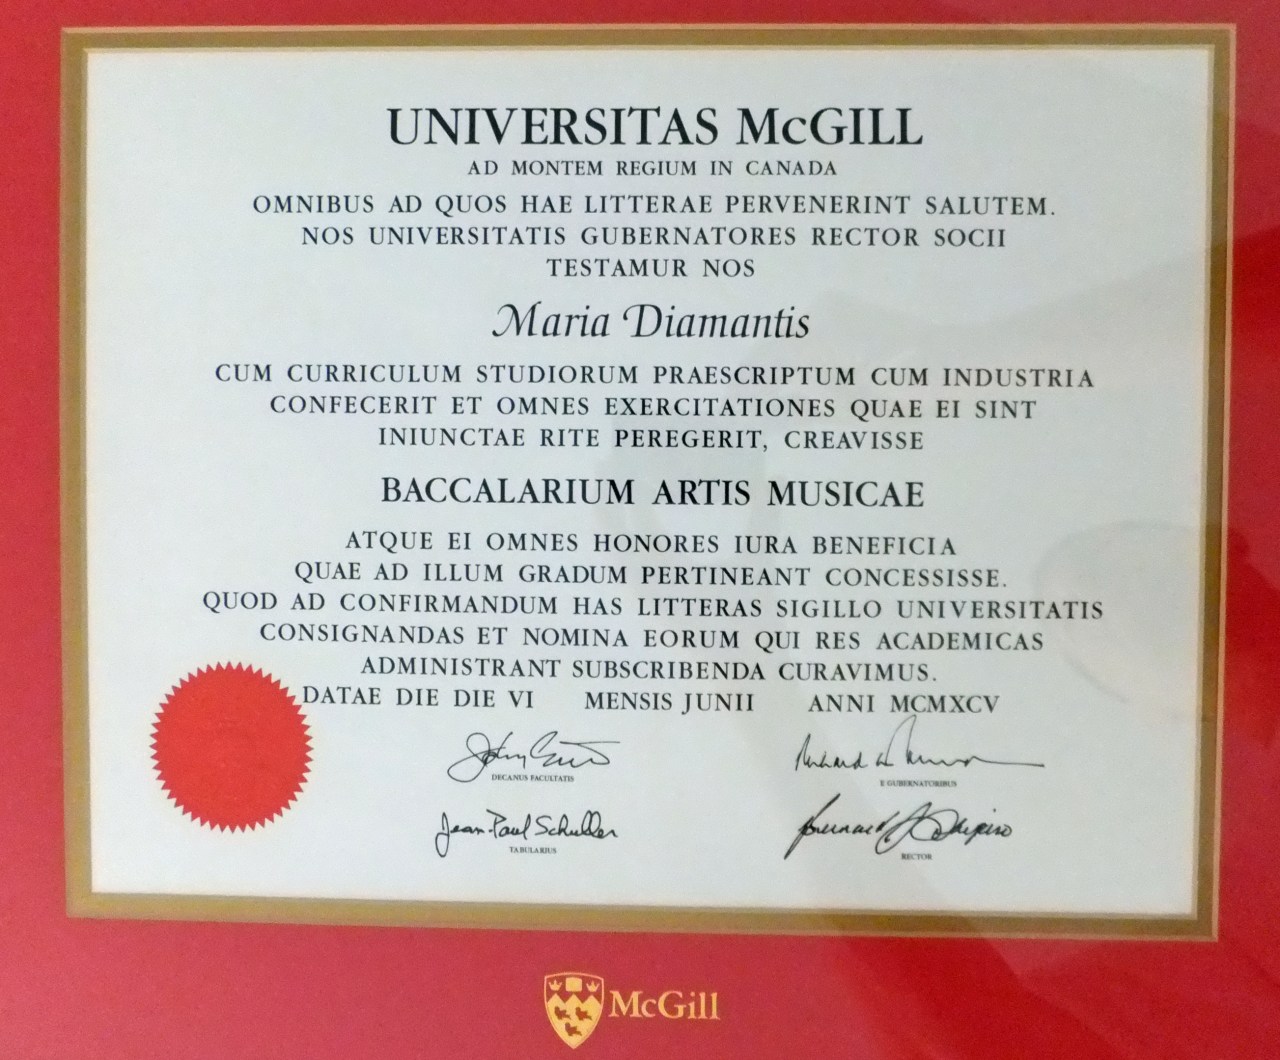 UNIVERSITAS McGILL
AD MONTEM REGIUM IN CANADA
OMNIBUS AD QUOS HAE LITTERAE PERVENERINT SALUTEM.
NOS UNIVERSITATIS GUBERNATORES RECTOR SOCII
TESTAMUR NOS
Maria Diamantis
CUM CURRICULUM STUDIORUM PRAESCRIPTUM CUM INDUSTRIA
CONFECERIT ET OMNES EXERCITATIONES QUAE EI SINT
INIUNCTAE RITE PEREGERIT, CREAVISSE
BACCALARIUM ARTIS MUSICAE
ATQUE EI OMNES HONORES IURA BENEFICIA
QUAE AD ILLUM GRADUM PERTINEANT CONCESSISSE.
QUOD AD CONFIRMANDUM HAS LITTERAS SIGILLO UNIVERSITATIS
CONSIGNANDAS ET NOMINA EORUM QUI RES ACADEMICAS
ADMINISTRANT SUBSCRIBENDA CURAVIMUS.
DATAE DIE DIE VI MENSIS JUNII ANNI MCMXCV
John
DECANUS FACULTATIS
Richard
E GUBERNATORIBUS
Jean-Paul Schuller
TABULARIUS
Bernard J. Shapiro
RECTOR
McGill